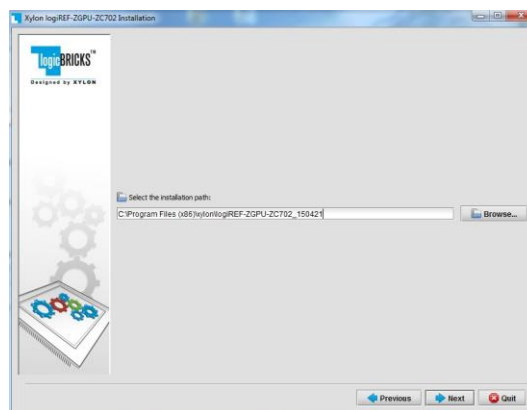 Xylon logiREF-ZGPU-ZC702 Installation
logicBRICKS™
Designed by XYLON
Select the installation path:
C:\Program Files (x86)\xylon\logiREF-ZGPU-ZC702_150421
Browse...
Previous
Next
Quit